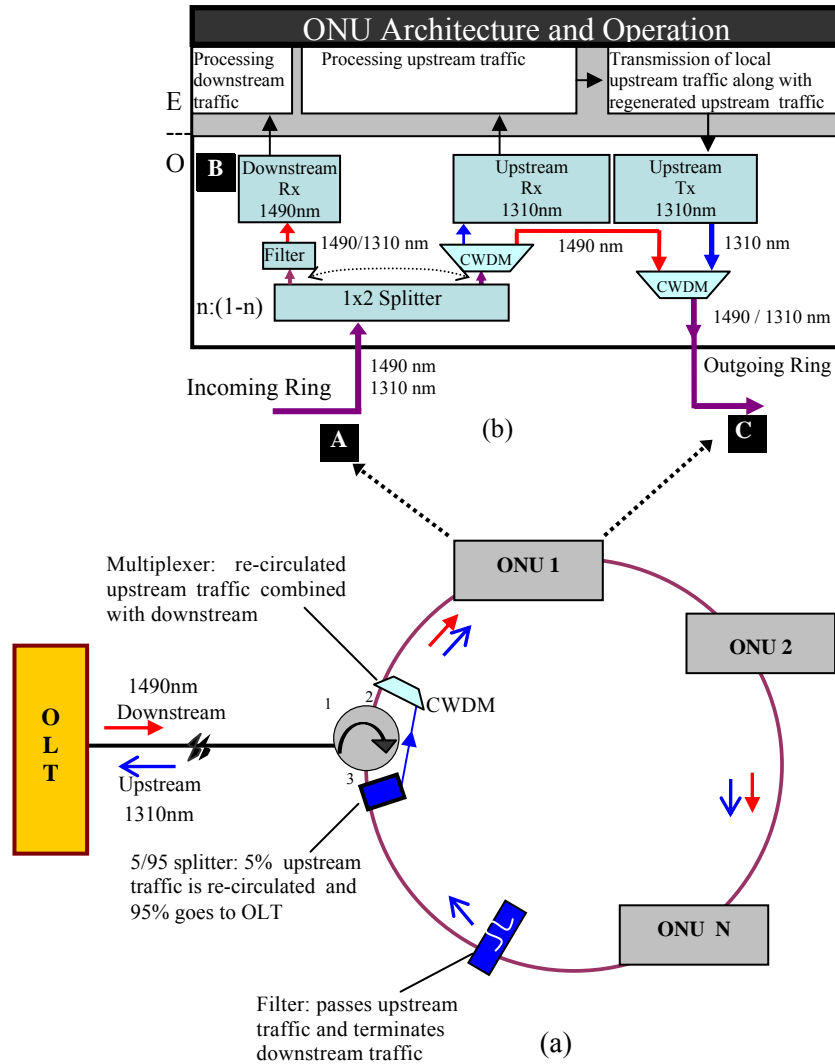 ONU Architecture and Operation
Processing
downstream
traffic
Processing upstream traffic
Transmission of local
upstream traffic along with
regenerated upstream traffic
E
---
O
B
Downstream
Rx
1490nm
Upstream
Rx
1310nm
Upstream
Tx
1310nm
Filter
1490/1310 nm
CWDM
1490 nm
1310 nm
CWDM
n:(1-n)
1x2 Splitter
1490 / 1310 nm
1490 nm
1310 nm
Incoming Ring
Outgoing Ring
A
(b)
C
Multiplexer: re-circulated
upstream traffic combined
with downstream
ONU 1
ONU 2
OLT
1490nm
Downstream
Upstream
1310nm
1
2
3
CWDM
5/95 splitter: 5% upstream
traffic is re-circulated and
95% goes to OLT
ONU N
Filter: passes upstream
traffic and terminates
downstream traffic
(a)